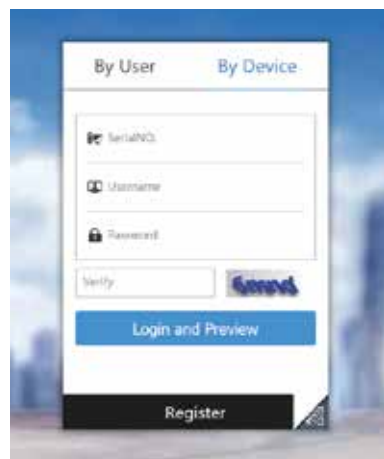 By User By Device
SerialNO.
Username
Password
Verify
Login and Preview
Register